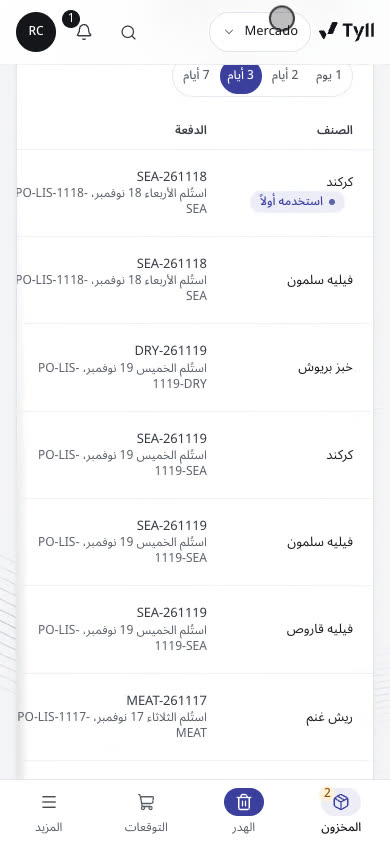 Tyll
Mercado
1
RC
1 يوم
2 أيام
3 أيام
7 أيام
الصنف
الدفعة
كركند
استخدمه أولاً
SEA-261118
استُلم الأربعاء 18 نوفمبر، PO-LIS-1118-
SEA
فيليه سلمون
SEA-261118
استُلم الأربعاء 18 نوفمبر، PO-LIS-1118-
SEA
خبز بريوش
DRY-261119
استُلم الخميس 19 نوفمبر، PO-LIS-
1119-DRY
كركند
SEA-261119
استُلم الخميس 19 نوفمبر، PO-LIS-
1119-SEA
فيليه سلمون
SEA-261119
استُلم الخميس 19 نوفمبر، PO-LIS-
1119-SEA
فيليه قاروص
SEA-261119
استُلم الخميس 19 نوفمبر، PO-LIS-
1119-SEA
ريش غنم
MEAT-261117
استُلم الثلاثاء 17 نوفمبر، PO-LIS-1117-
MEAT
2
المخزون
الهدر
التوقعات
المزيد